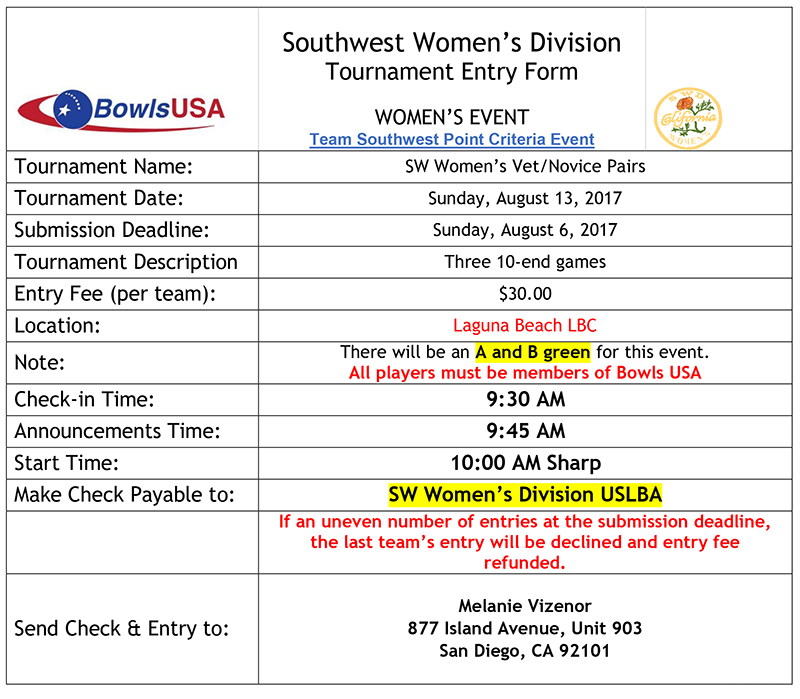 Southwest Women's Division
Tournament Entry Form
BowlsUSA
WOMEN'S EVENT
Team Southwest Point Criteria Event
SWD
California
WOMEN
Tournament Name: SW Women's Vet/Novice Pairs
Tournament Date: Sunday, August 13, 2017
Submission Deadline: Sunday, August 6, 2017
Tournament Description Three 10-end games
Entry Fee (per team): $30.00
Location: Laguna Beach LBC
Note: There will be an A and B green for this event.
All players must be members of Bowls USA
Check-in Time: 9:30 AM
Announcements Time: 9:45 AM
Start Time: 10:00 AM Sharp
Make Check Payable to: SW Women's Division USLBA
If an uneven number of entries at the submission deadline,
the last team's entry will be declined and entry fee
refunded.
Send Check & Entry to: Melanie Vizenor
877 Island Avenue, Unit 903
San Diego, CA 92101